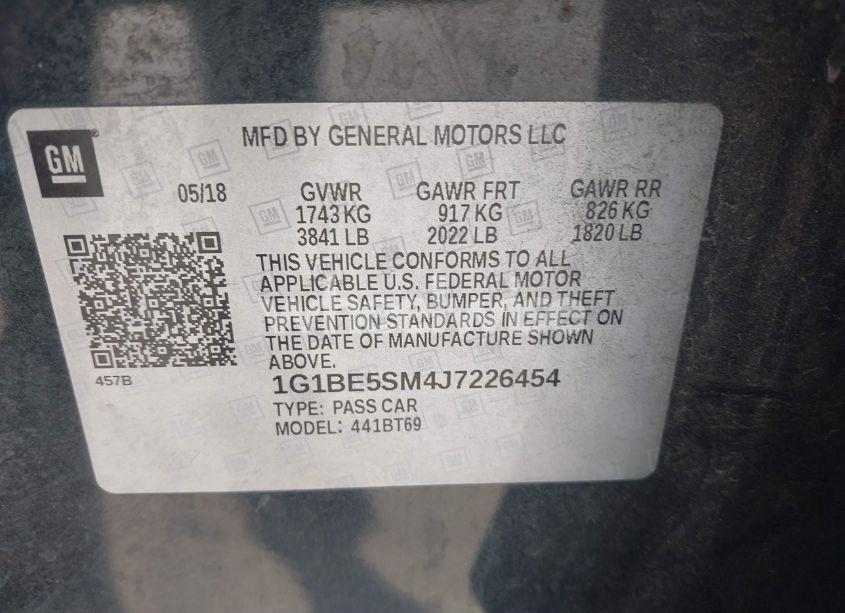 GM
MFD BY GENERAL MOTORS LLC
05/18 GVWR GAWR FRT GAWR RR
1743 KG 917 KG 826 KG
3841 LB 2022 LB 1820 LB
THIS VEHICLE CONFORMS TO ALL
APPLICABLE U.S. FEDERAL MOTOR
VEHICLE SAFETY, BUMPER, AND THEFT
PREVENTION STANDARDS IN EFFECT ON
THE DATE OF MANUFACTURE SHOWN
ABOVE.
457B
1G1BE5SM4J7226454
TYPE: PASS CAR
MODEL: 441BT69